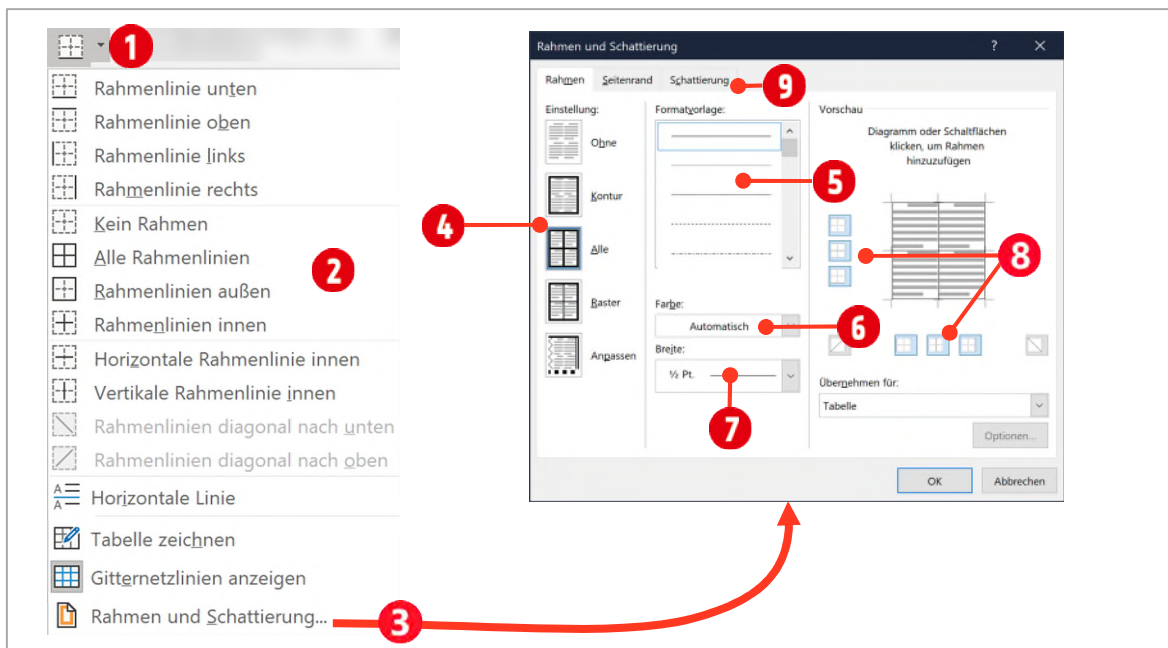 1
Rahmenlinie unten
Rahmenlinie oben
Rahmenlinie links
Rahmenlinie rechts
Kein Rahmen
Alle Rahmenlinien
Rahmenlinien außen
Rahmenlinien innen
2
Horizontale Rahmenlinie innen
Vertikale Rahmenlinie innen
Rahmenlinien diagonal nach unten
Rahmenlinien diagonal nach oben
A
A
Horizontale Linie
Tabelle zeichnen
Gitternetzlinien anzeigen
Rahmen und Schattierung...
3
Rahmen und Schattierung
?
Rahmen Seitenrand Schattierung
9
Einstellung:
Ohne
Kontur
4
Alle
Raster
Anpassen
Formatvorlage:
5
Farbe:
Automatisch
6
Breite:
½ Pt.
7
Vorschau
Diagramm oder Schaltflächen
klicken, um Rahmen
hinzuzufügen
8
Übernehmen für:
Tabelle
Optionen...
OK Abbrechen